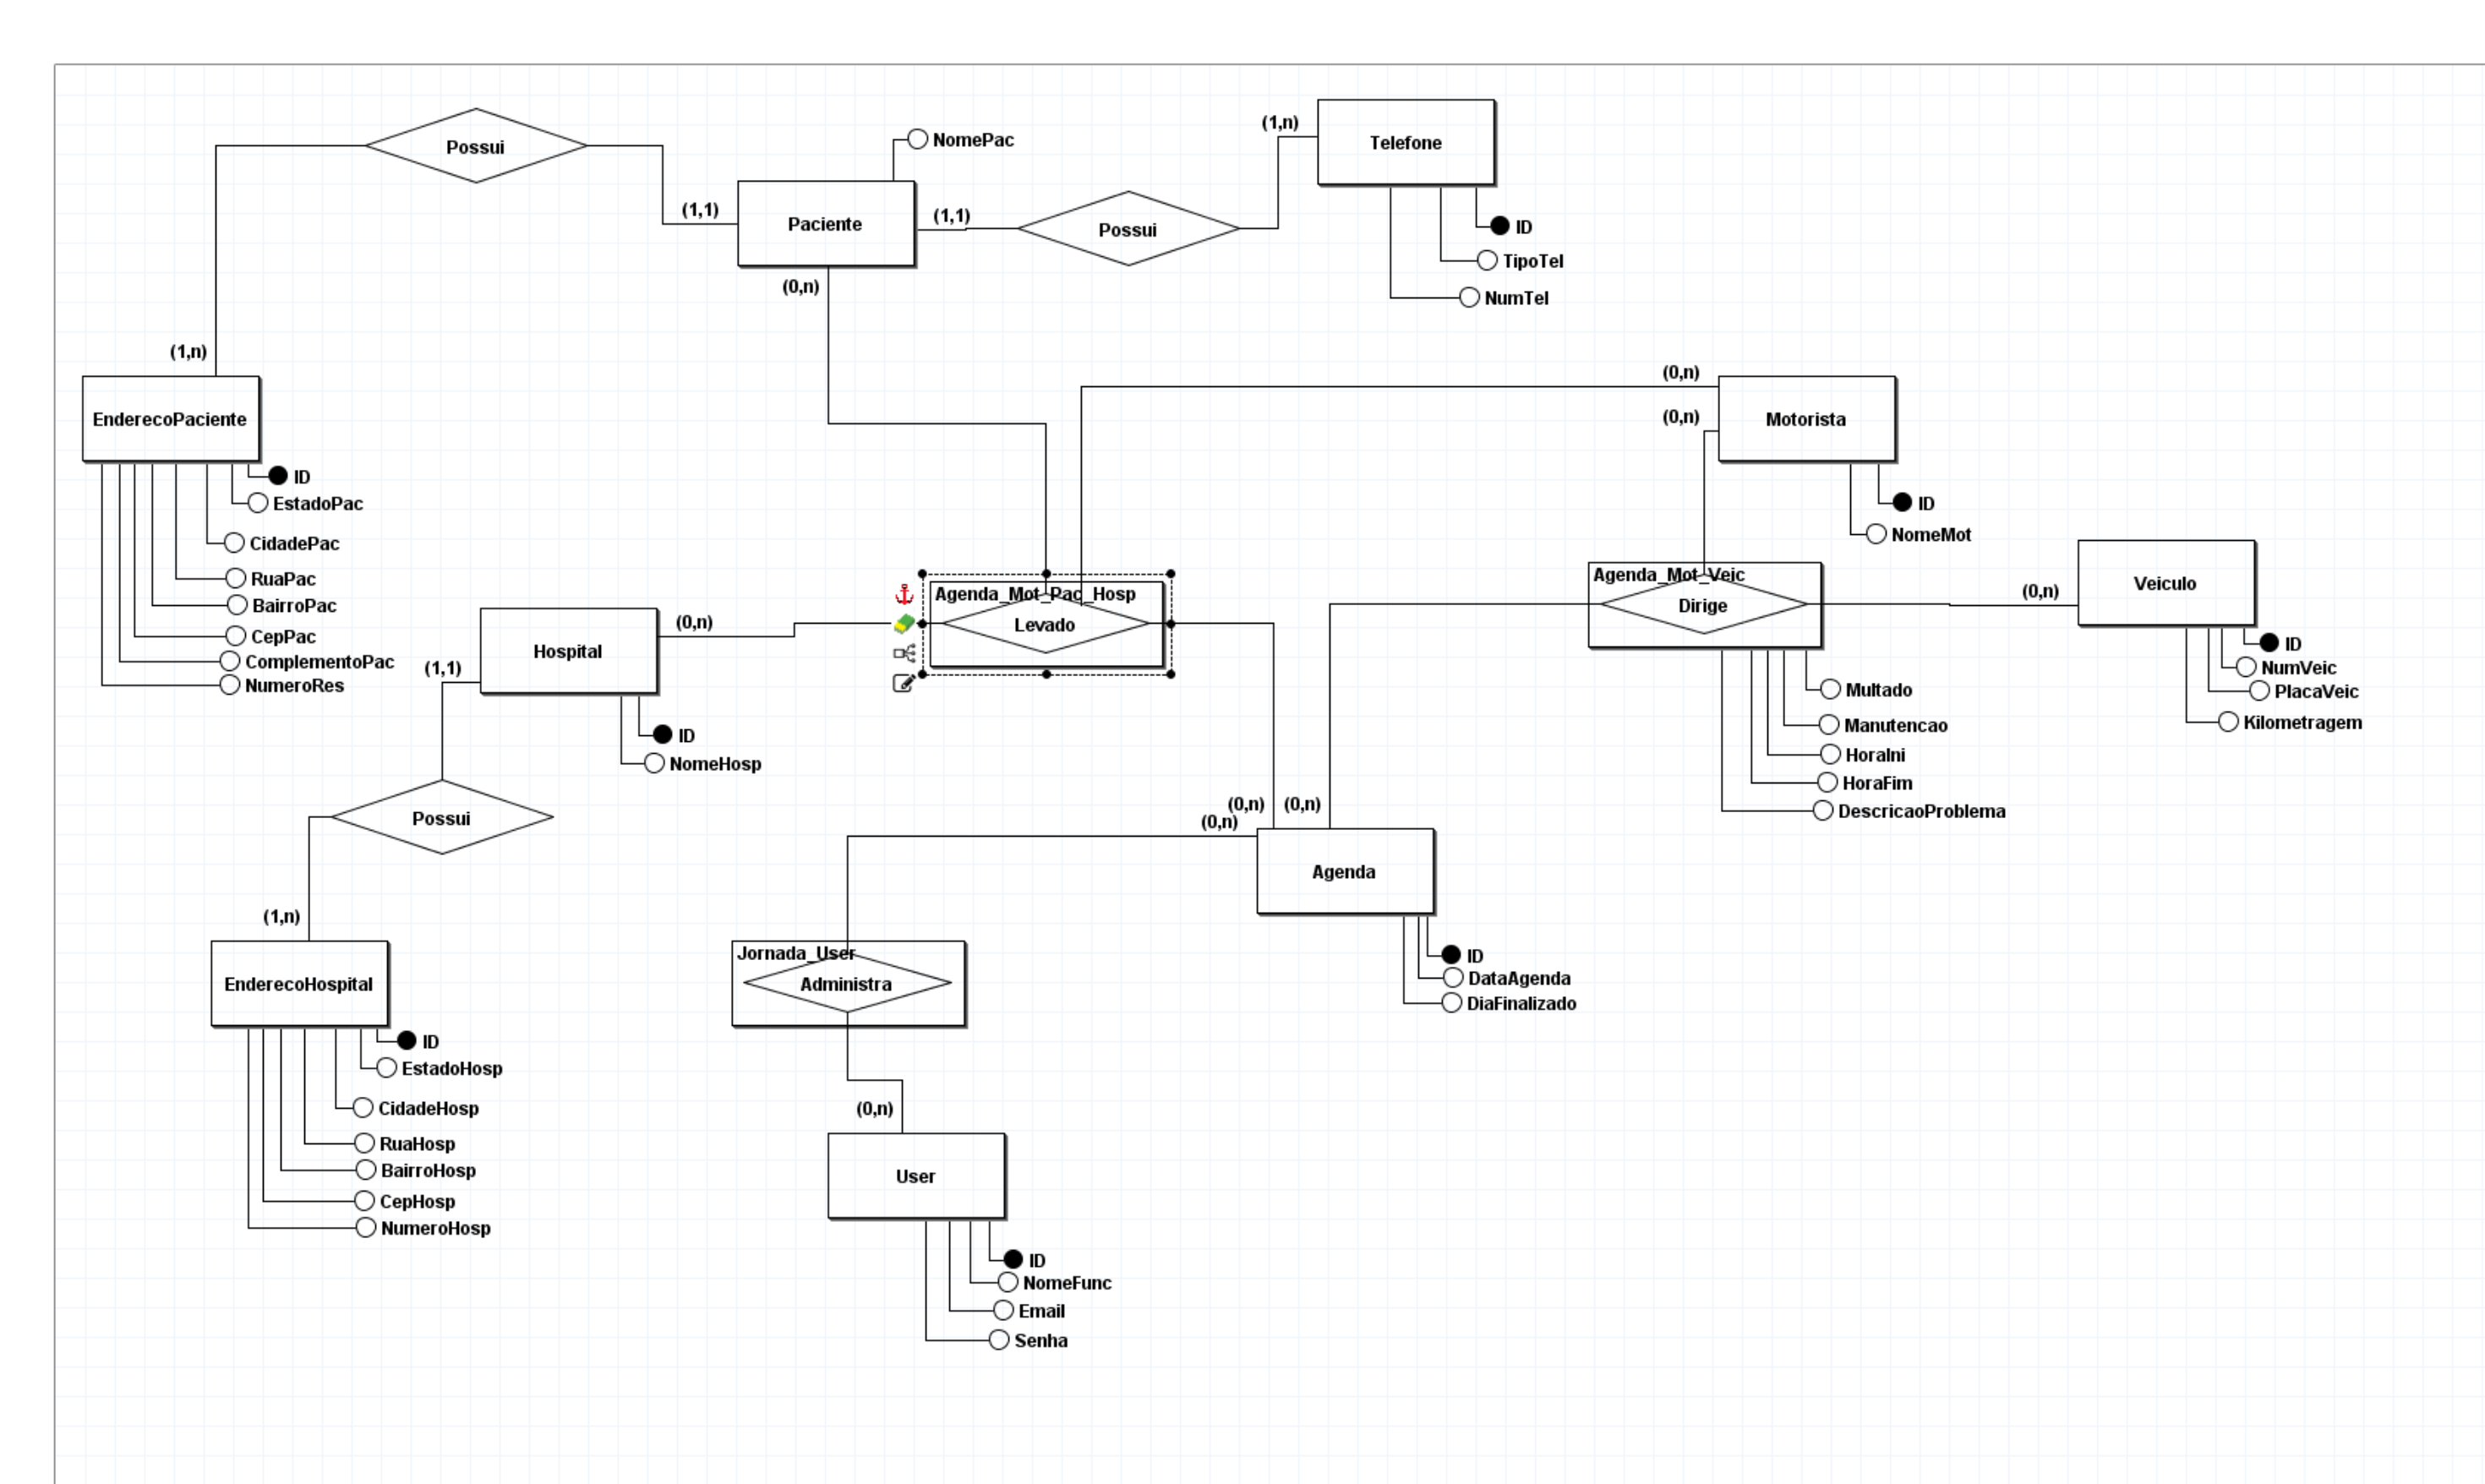 Possui
(1,1)
Paciente
NomePac
(1,1)
Possui
(1,n)
Telefone
ID
TipoTel
NumTel
(0,n)
(1,n)
EnderecoPaciente
ID
EstadoPac
CidadePac
RuaPac
BairroPac
CepPac
ComplementoPac
NumeroRes
(0,n)
(0,n)
Motorista
ID
NomeMot
Agenda_Mot_Pac_Hosp
Levado
Agenda_Mot_Veic
Dirige
(0,n)
Veiculo
ID
NumVeic
PlacaVeic
Kilometragem
Multado
Manutencao
HoraIni
HoraFim
DescricaoProblema
(0,n)
Hospital
(1,1)
ID
NomeHosp
Possui
(1,n)
EnderecoHospital
ID
EstadoHosp
CidadeHosp
RuaHosp
BairroHosp
CepHosp
NumeroHosp
(0,n)
(0,n)
(0,n)
Agenda
ID
DataAgenda
DiaFinalizado
Jornada_User
Administra
(0,n)
User
ID
NomeFunc
Email
Senha